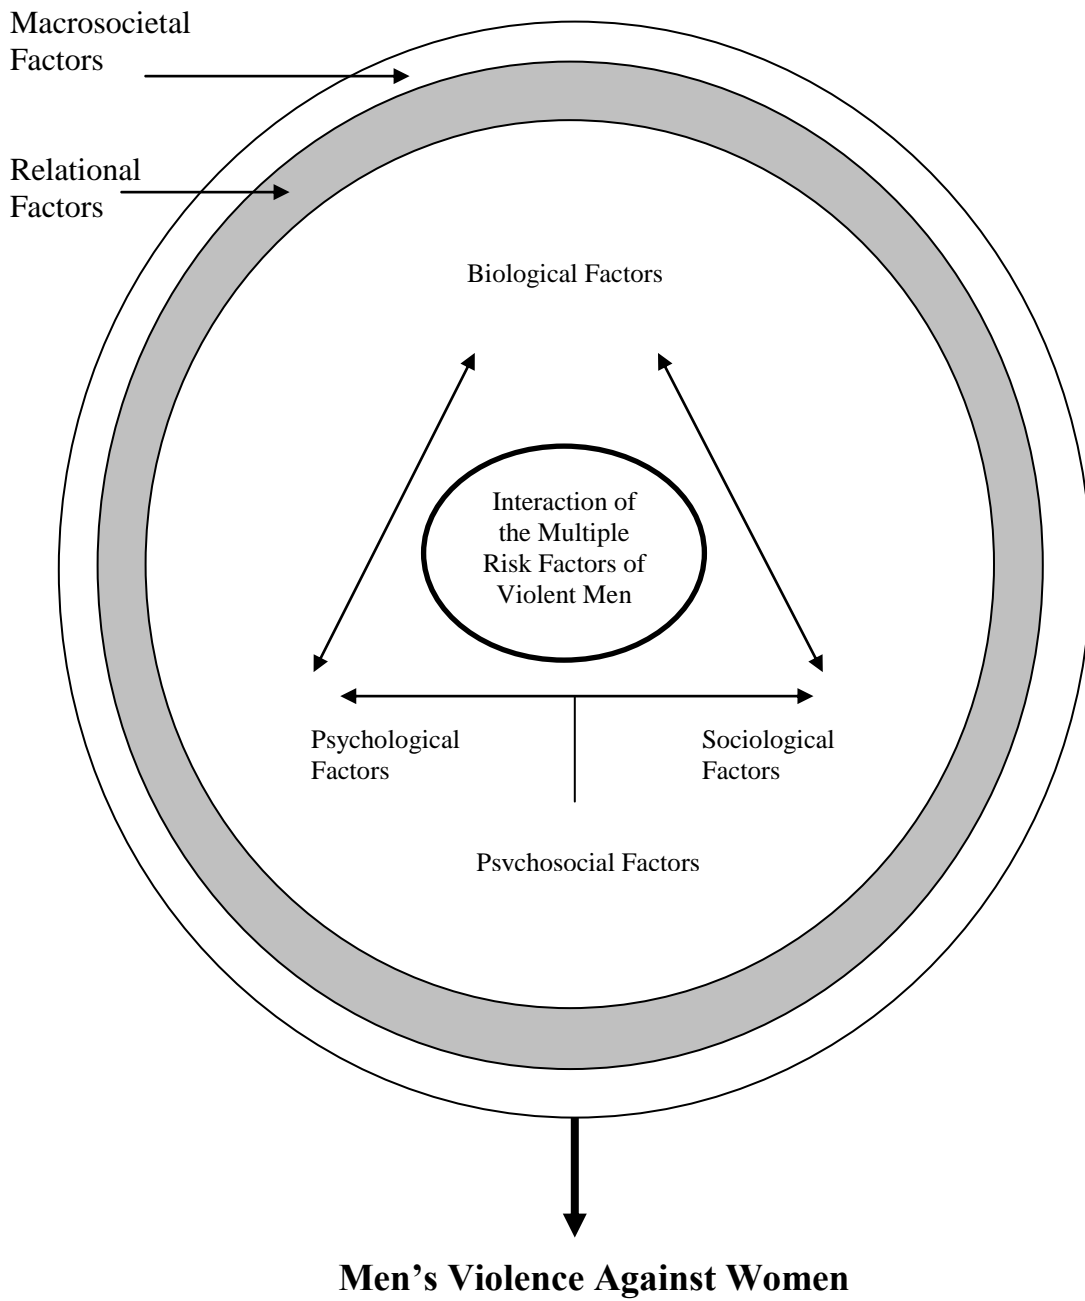 Macrosocietal
Factors
Relational
Factors
Biological Factors
Interaction of
the Multiple
Risk Factors of
Violent Men
Psychological
Factors
Sociological
Factors
Psychosocial Factors
Men’s Violence Against Women